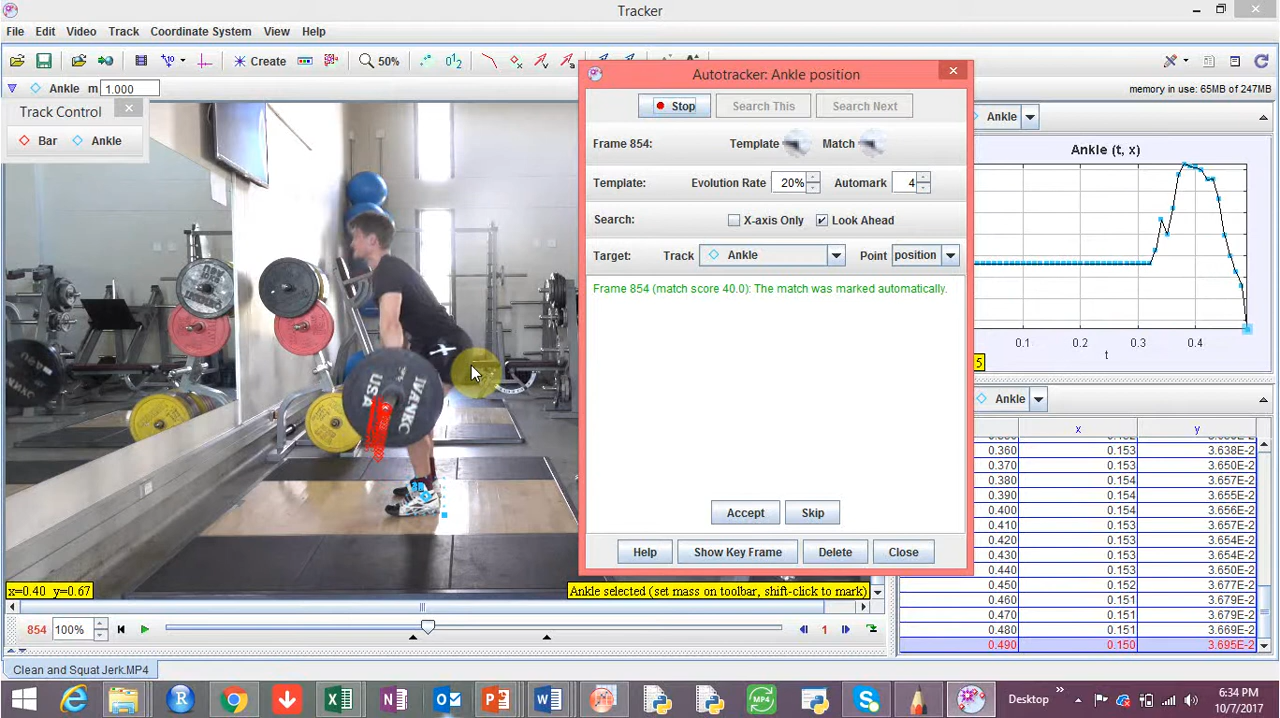 Tracker
File Edit Video Track Coordinate System View Help
Create 50%
Ankle m 1.000
memory in use: 65MB of 247MB
Track Control
Bar Ankle
Autotracker: Ankle position
Stop Search This Search Next
Frame 854: Template Match
Template: Evolution Rate 20% Automark 4
Search: X-axis Only Look Ahead
Target: Track Ankle Point position
Frame 854 (match score 40.0): The match was marked automatically.
Accept Skip
Help Show Key Frame Delete Close
Ankle
Ankle (t, x)
0.1 0.2 0.3 0.4
t
5
Ankle
x y
0.360 0.153 3.638E-2
0.370 0.153 3.650E-2
0.380 0.154 3.657E-2
0.390 0.154 3.655E-2
0.400 0.154 3.656E-2
0.410 0.153 3.655E-2
0.420 0.153 3.654E-2
0.430 0.153 3.654E-2
0.440 0.152 3.662E-2
0.450 0.152 3.677E-2
0.460 0.151 3.679E-2
0.470 0.151 3.679E-2
0.480 0.151 3.669E-2
0.490 0.150 3.695E-2
USA
IVANKO
x=0.40 y=0.67
Ankle selected (set mass on toolbar, shift-click to mark)
854 100% 1
Clean and Squat Jerk.MP4
Desktop
6:34 PM
10/7/2017